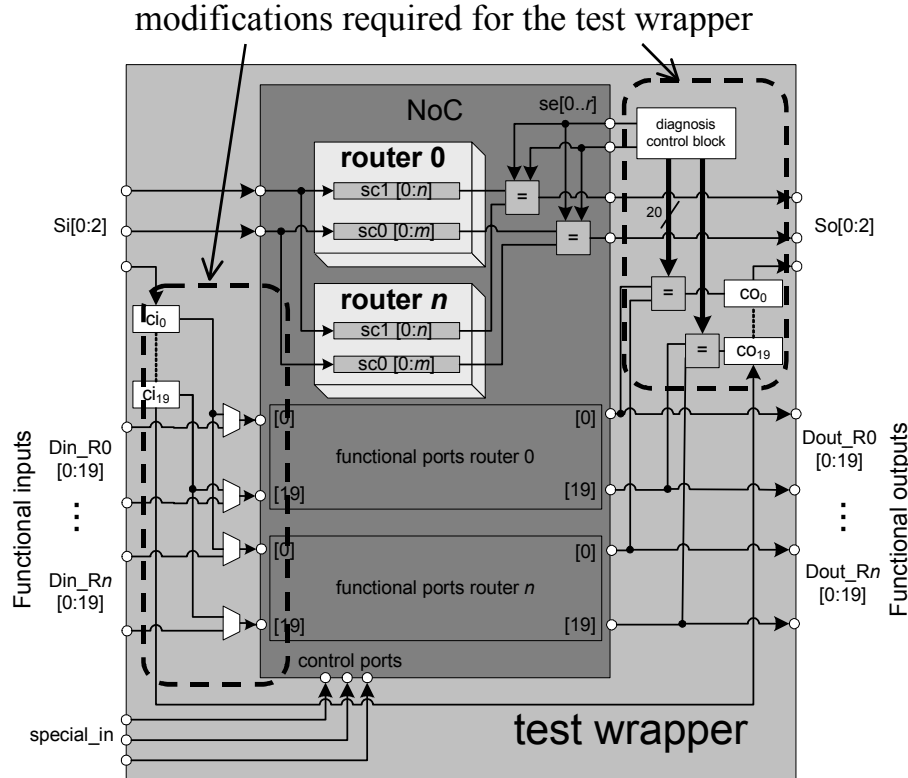 modifications required for the test wrapper
NoC
se[0..r]
diagnosis
control block
router 0
sc1 [0:n]
sc0 [0:m]
=
=
20
Si[0:2]
So[0:2]
router n
sc1 [0:n]
sc0 [0:m]
=
=
ci0
ci19
co0
co19
Functional inputs
Din_R0
[0:19]
⋮
Din_Rn
[0:19]
[0]
[0]
functional ports router 0
[19]
[19]
[0]
[0]
functional ports router n
[19]
[19]
Dout_R0
[0:19]
⋮
Dout_Rn
[0:19]
Functional outputs
control ports
special_in
test wrapper